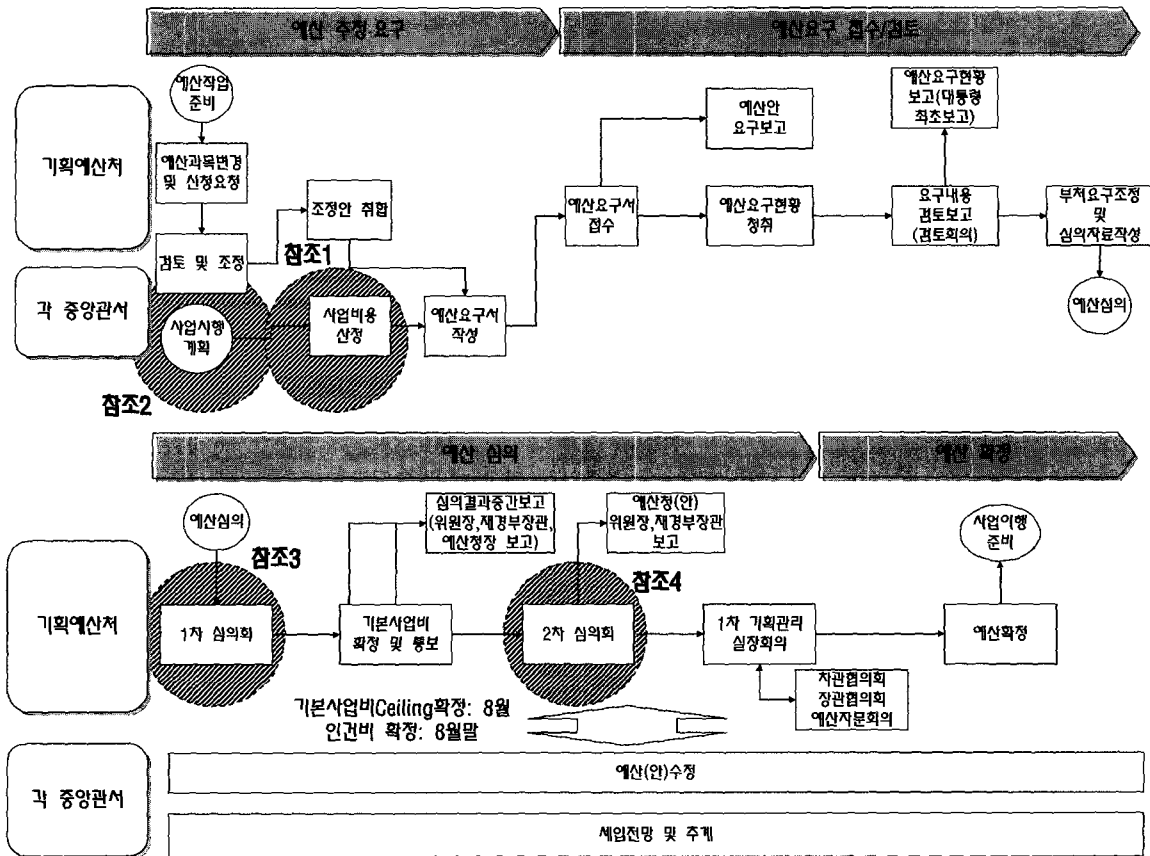 예산 추정 요구
예산요구 접수/검토
예산작업
준비
예산요구현황
보고(대통령
최초보고)
예산안
요구보고
기획예산처
예산과목변경
및 산정요청
조정안 취합
예산요구서
접수
예산요구현황
청취
요구내용
검토보고
(검토회의)
부처요구조정
및
심의자료작성
검토 및 조정
참조1
각 중앙관서
사업시행
계획
사업비용
산정
예산요구서
작성
예산심의
참조2
예산 심의
예산 확정
예산심의
심의결과중간보고
(위원장,재경부장관,
예산청장 보고)
예산청(안)
위원장,재경부장관
보고
사업이행
준비
참조3
참조4
기획예산처
1차 심의회
기본사업비
확정 및 통보
2차 심의회
1차 기획관리
실장회의
예산확정
차관협의회
장관협의회
예산자문회의
기본사업비Ceiling확정: 8월
인건비 확정: 8월말
각 중앙관서
예산(안)수정
세입전망 및 추계